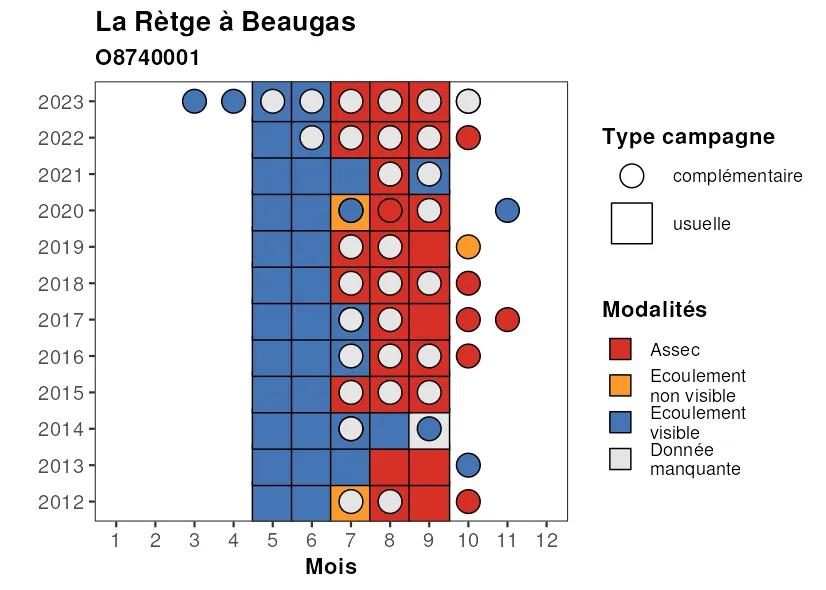 La Rètge à Beaugas
O8740001
2023
2022
2021
2020
2019
2018
2017
2016
2015
2014
2013
2012
1 2 3 4 5 6 7 8 9 10 11 12
Mois
Type campagne
complémentaire
usuelle
Modalités
Assec
Ecoulement
non visible
Ecoulement
visible
Donnée
manquante